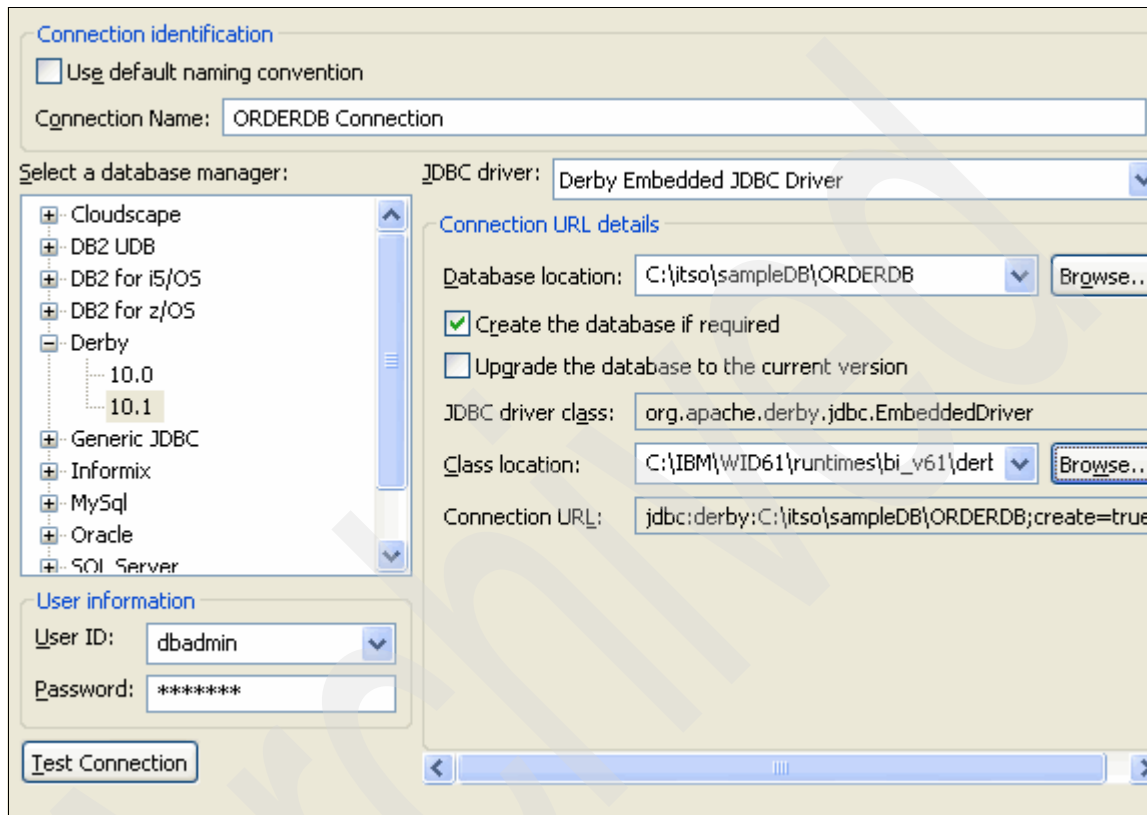 Connection identification
Use default naming convention
Connection Name: ORDERDB Connection
Select a database manager:
Cloudscape
DB2 UDB
DB2 for i5/OS
DB2 for z/OS
Derby
10.0
10.1
Generic JDBC
Informix
MySql
Oracle
SQL Server
User information
User ID: dbadmin
Password: *******
Test Connection
JDBC driver: Derby Embedded JDBC Driver
Connection URL details
Database location: C:\itso\sampleDB\ORDERDB Browse...
Create the database if required
Upgrade the database to the current version
JDBC driver class: org.apache.derby.jdbc.EmbeddedDriver
Class location: C:\IBM\WID61\runtimes\bi_v61\derb Browse...
Connection URL: jdbc:derby:C:\itso\sampleDB\ORDERDB;create=true
Archived